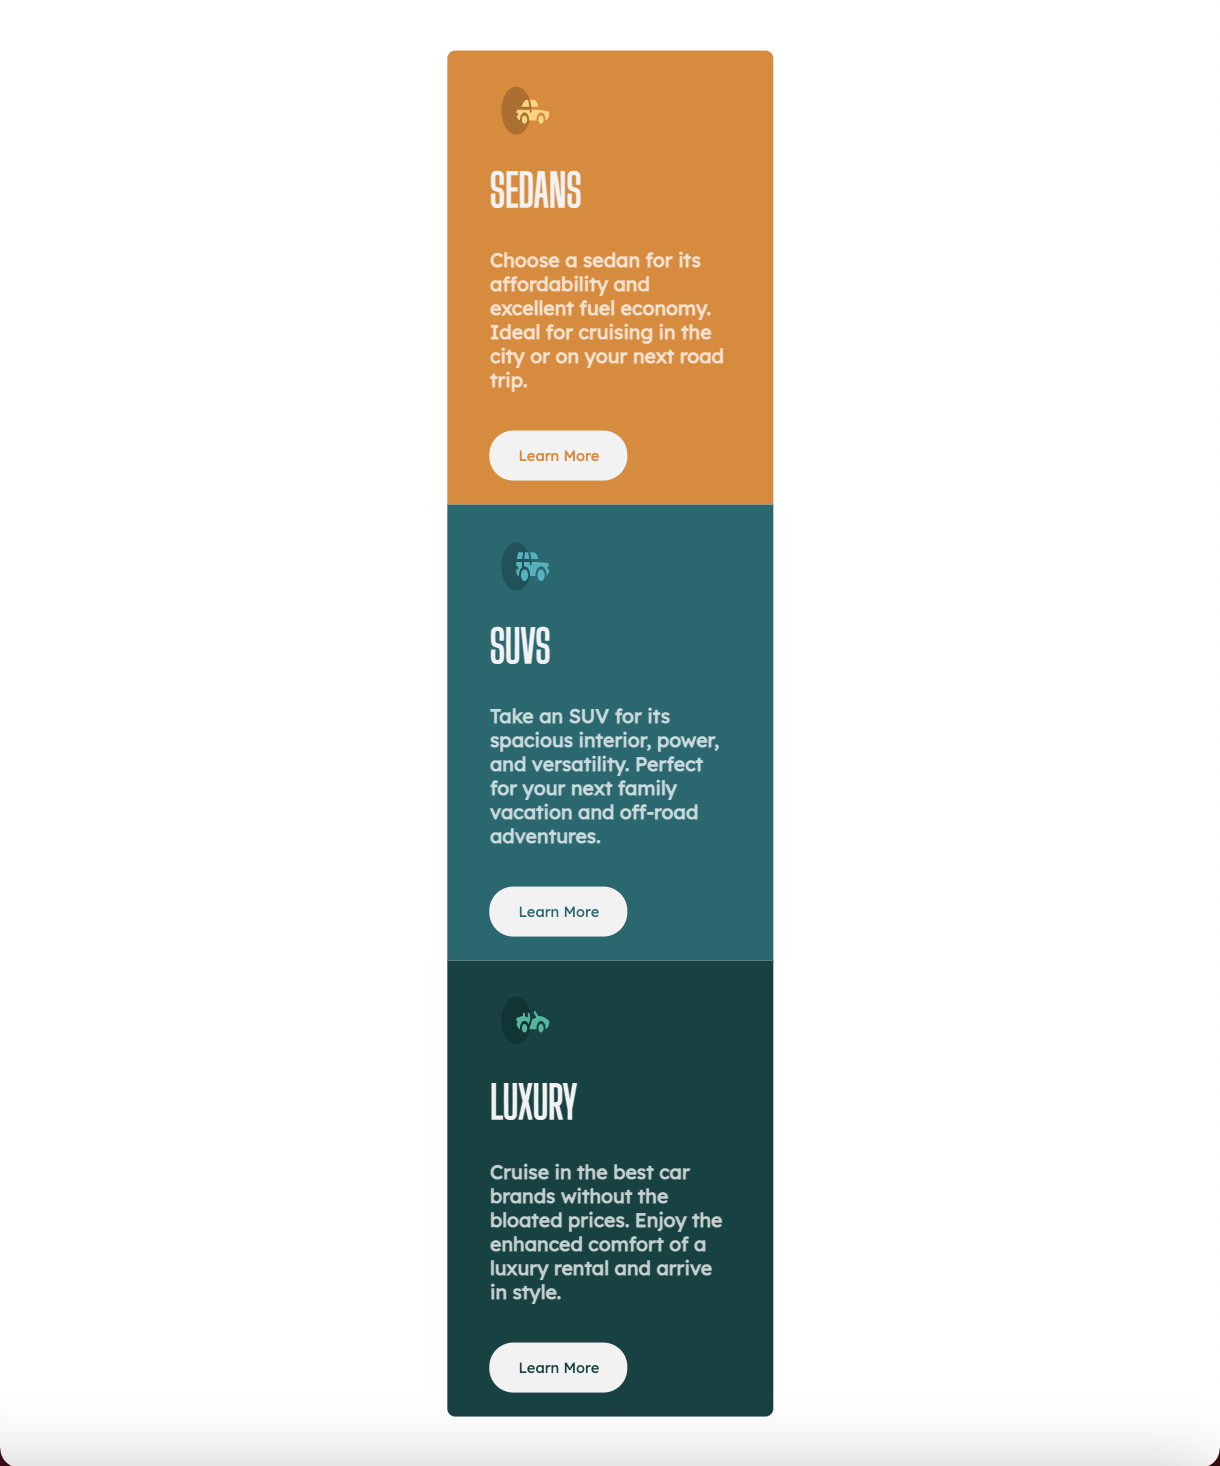 SEDANS
Choose a sedan for its
affordability and
excellent fuel economy.
Ideal for cruising in the
city or on your next road
trip.
Learn More
SUVS
Take an SUV for its
spacious interior, power,
and versatility. Perfect
for your next family
vacation and off-road
adventures.
Learn More
LUXURY
Cruise in the best car
brands without the
bloated prices. Enjoy the
enhanced comfort of a
luxury rental and arrive
in style.
Learn More